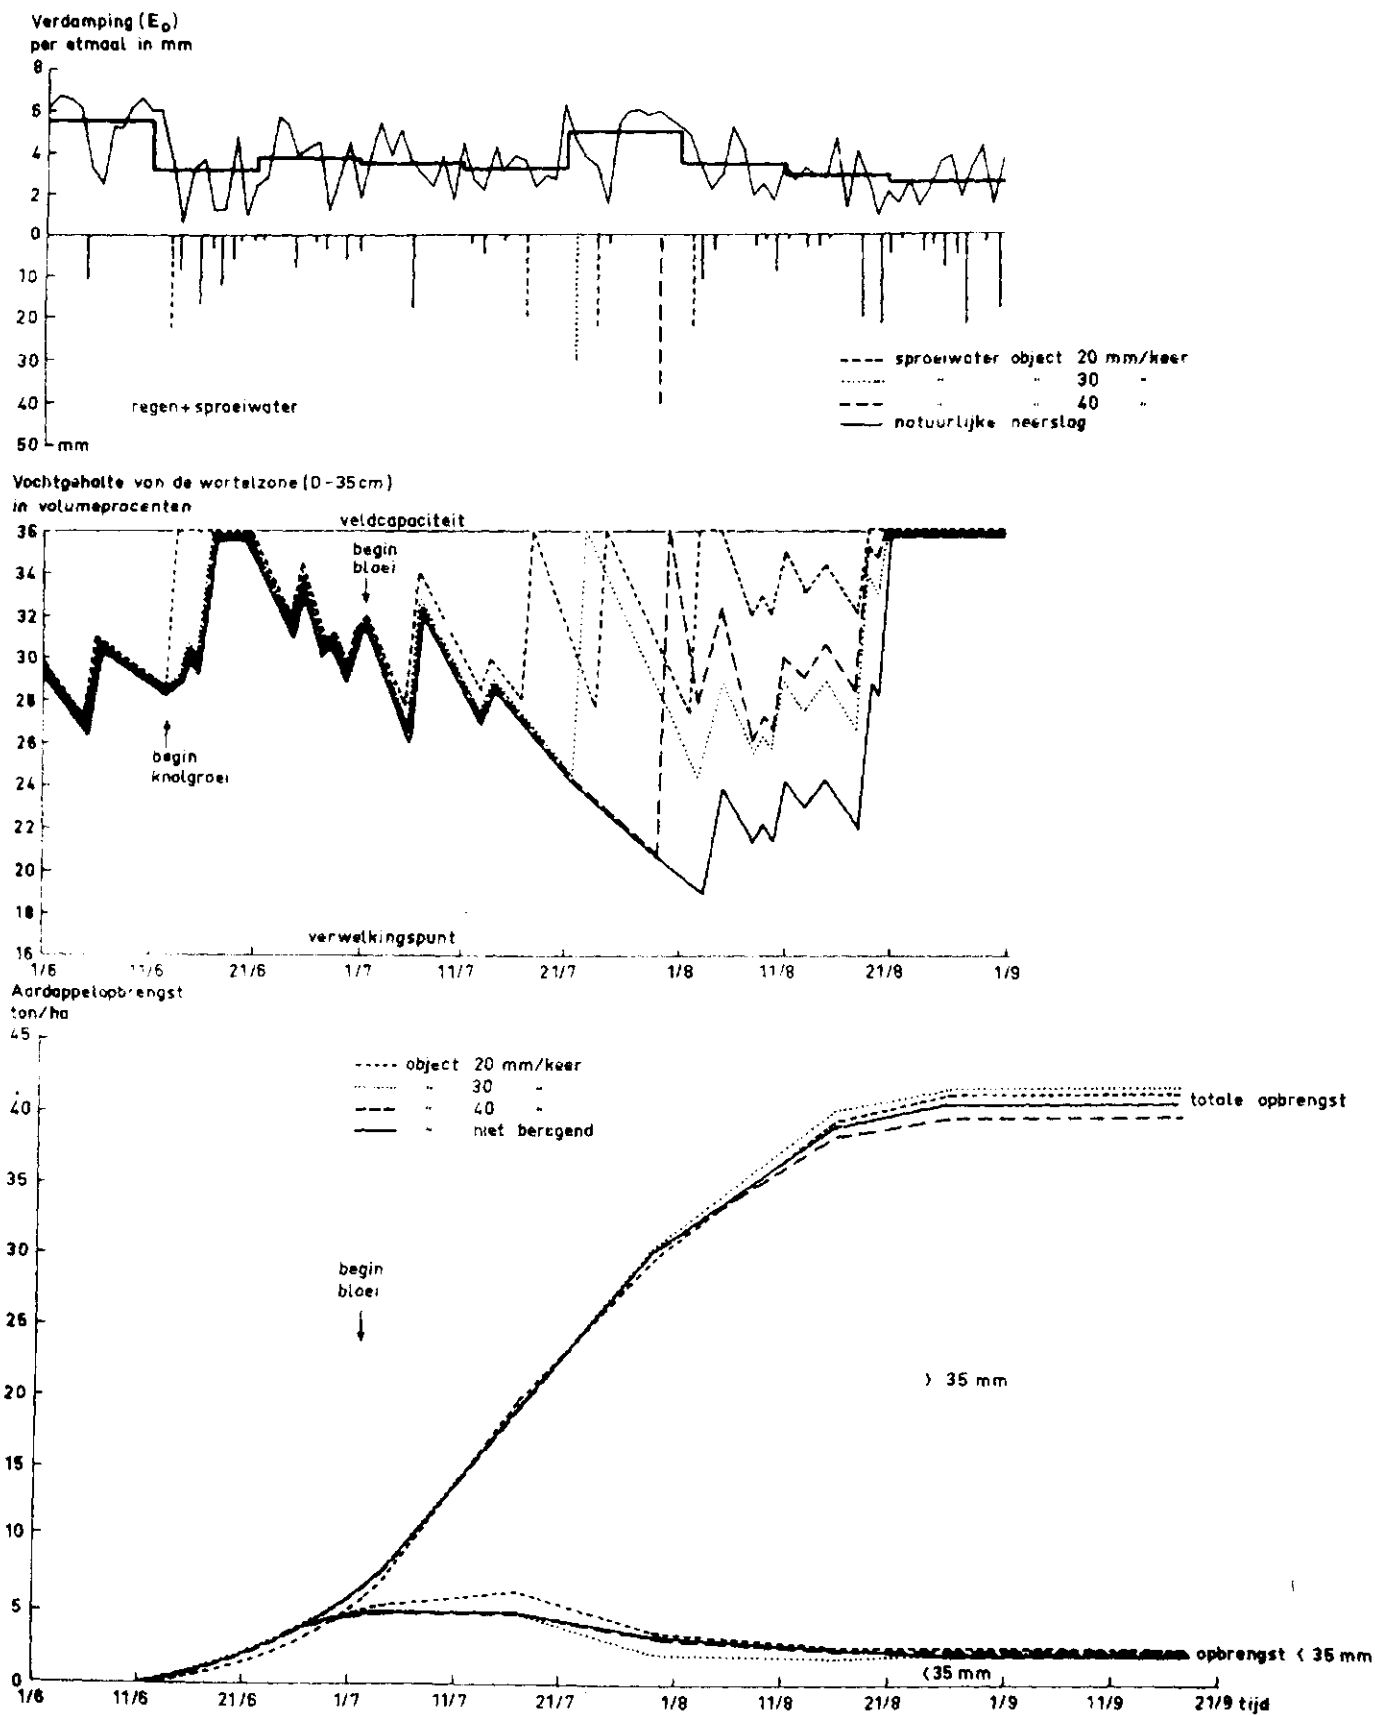 Verdamping (E₀)
per etmaal in mm
8
6
4
2
0
10
20
30
40
50 mm
regen + sproeiwater
sproeiwater object 20 mm/keer
" " 30 "
" " 40 "
natuurlijke neerslag
Vochtgehalte van de wortelzone (0-35cm)
in volumeprocenten
veldcapaciteit
36
34
32
30
28
26
24
22
20
18
16
begin
bloei
begin
knolgroei
verwelkingspunt
1/6 11/6 21/6 1/7 11/7 21/7 1/8 11/8 21/8 1/9
Aardappelopbrengst
ton/ha
45
40
35
30
25
20
15
10
5
0
object 20 mm/keer
" 30 "
" 40 "
" niet beregend
totale opbrengst
begin
bloei
> 35 mm
opbrengst < 35 mm
<35 mm
1/6 11/6 21/6 1/7 11/7 21/7 1/8 11/8 21/8 1/9 11/9 21/9 tijd